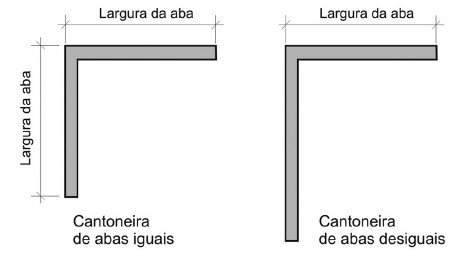 Largura da aba
Largura da aba
Largura da aba
Cantoneira
de abas iguais
Cantoneira
de abas desiguais